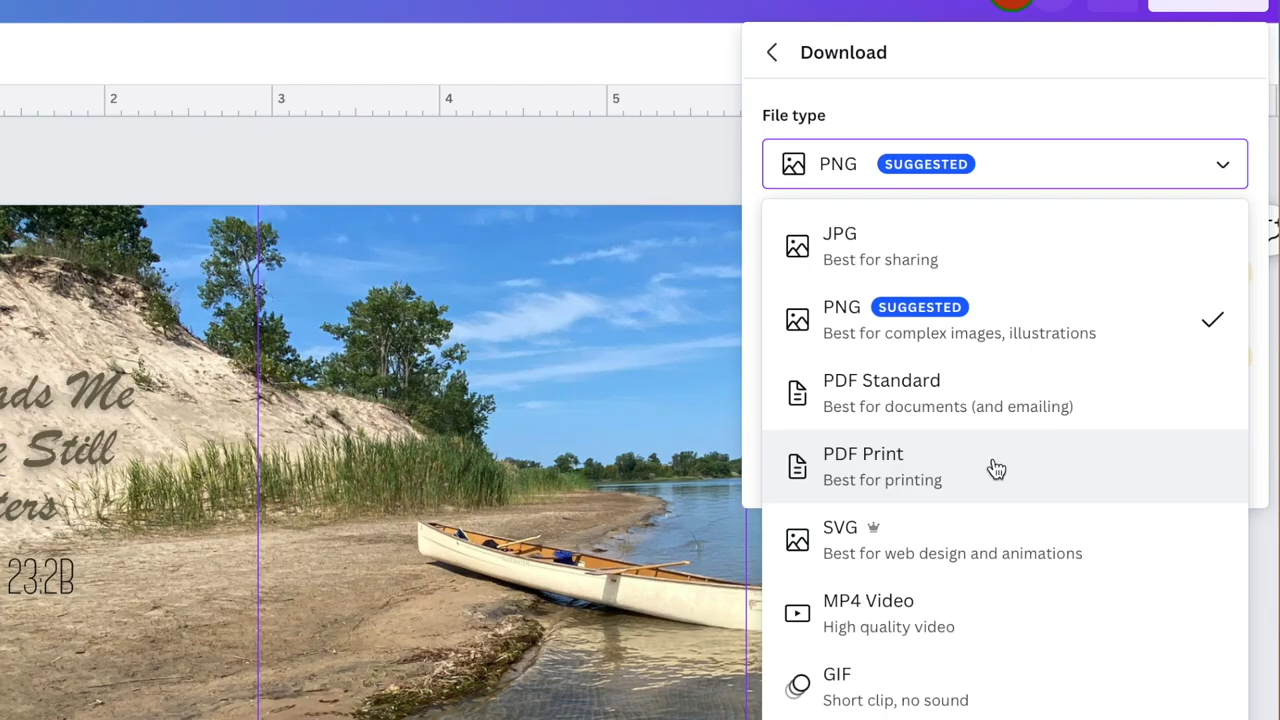 Download
2 3 4 5
File type
PNG SUGGESTED
JPG
Best for sharing
PNG SUGGESTED
Best for complex images, illustrations
PDF Standard
Best for documents (and emailing)
PDF Print
Best for printing
SVG
Best for web design and animations
MP4 Video
High quality video
GIF
Short clip, no sound
ads Me
e Still
ters
23:2B